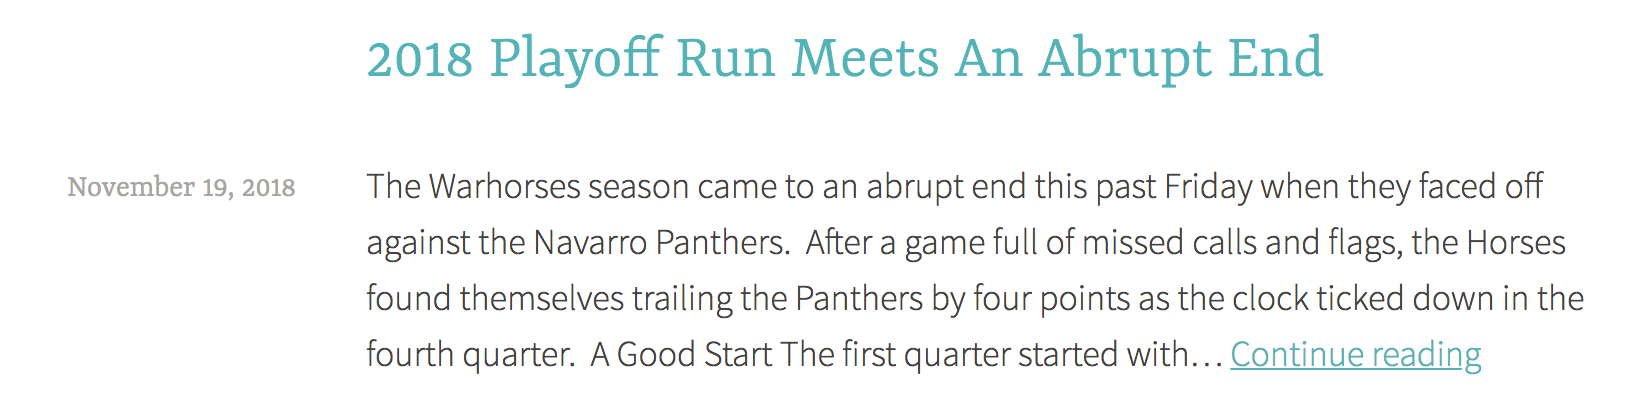 2018 Playoff Run Meets An Abrupt End
November 19, 2018
The Warhorses season came to an abrupt end this past Friday when they faced off
against the Navarro Panthers.  After a game full of missed calls and flags, the Horses
found themselves trailing the Panthers by four points as the clock ticked down in the
fourth quarter.  A Good Start The first quarter started with… Continue reading